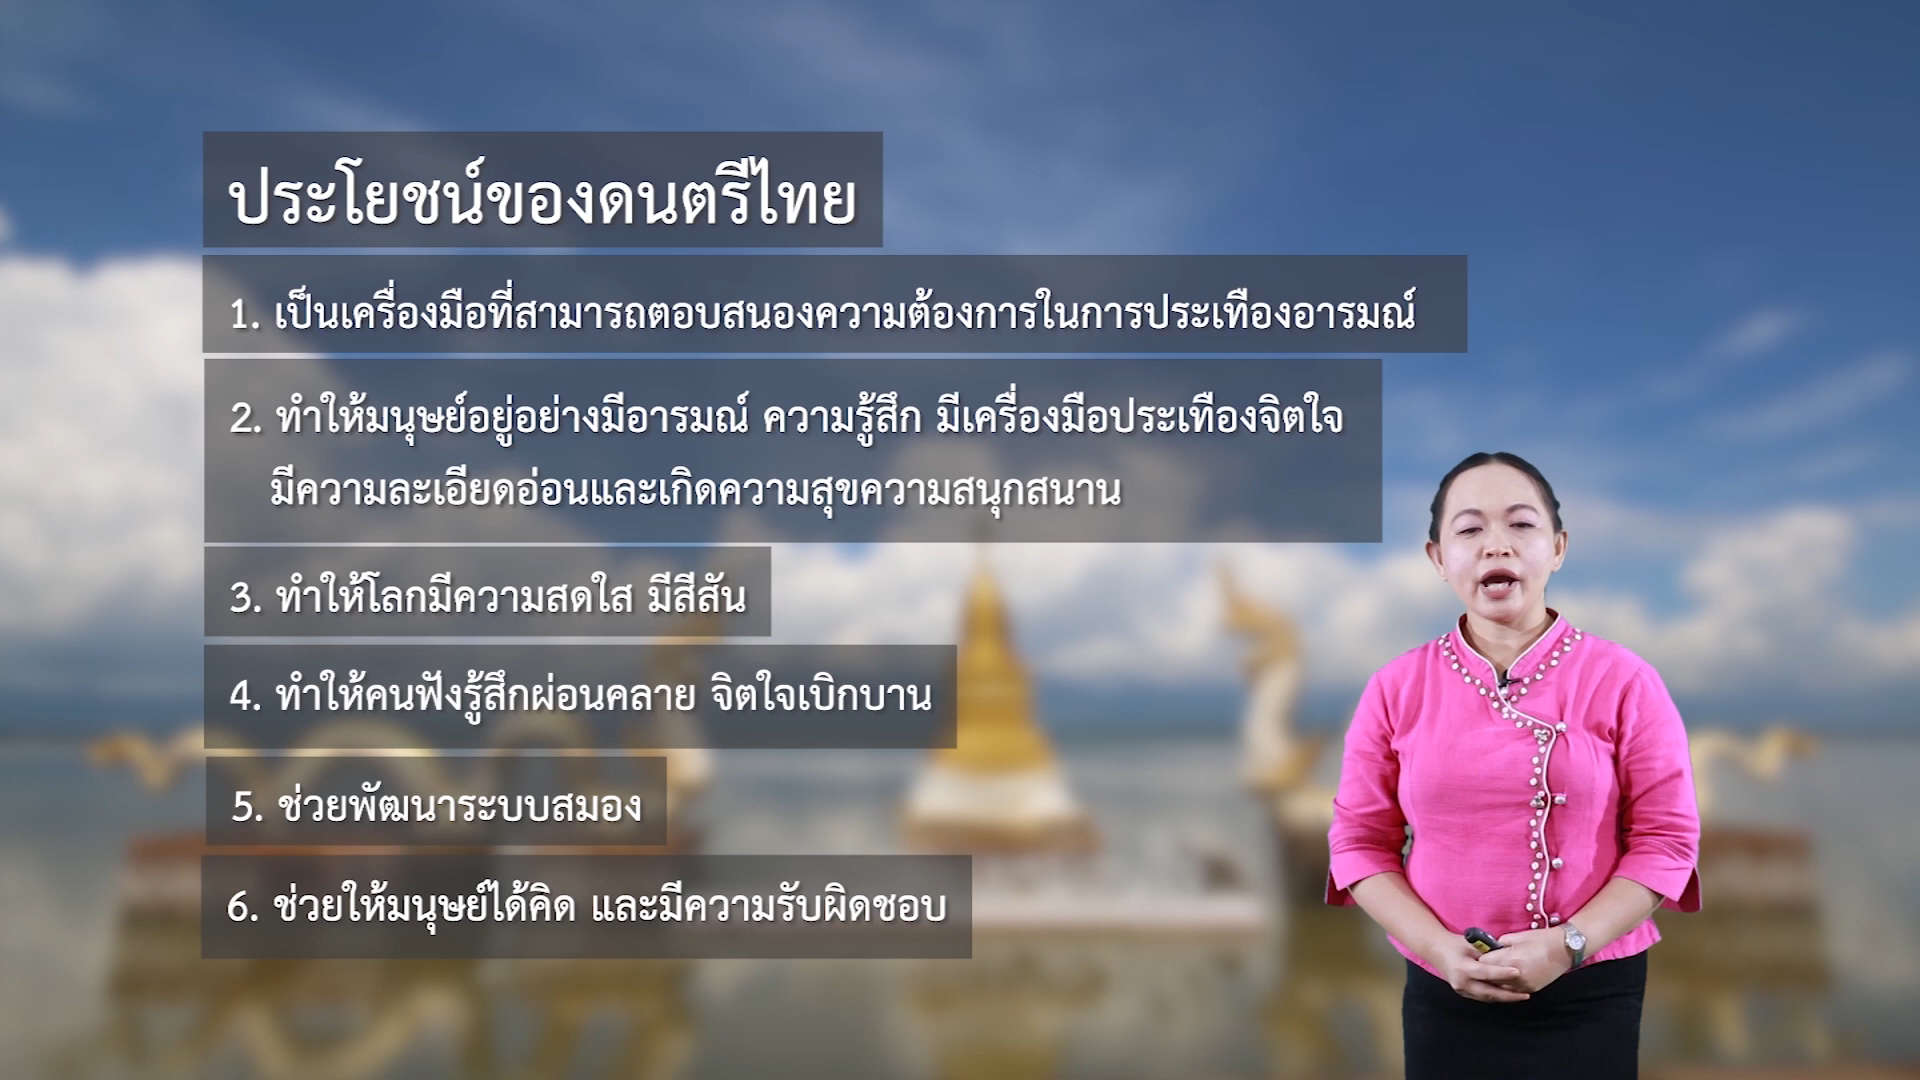 ประโยชน์ของดนตรีไทย
1. เป็นเครื่องมือที่สามารถตอบสนองความต้องการในการประเทืองอารมณ์
2. ทำให้มนุษย์อยู่อย่างมีอารมณ์ ความรู้สึก มีเครื่องมือประเทืองจิตใจ
มีความละเอียดอ่อนและเกิดความสุขความสนุกสนาน
3. ทำให้โลกมีความสดใส มีสีสัน
4. ทำให้คนฟังรู้สึกผ่อนคลาย จิตใจเบิกบาน
5. ช่วยพัฒนาระบบสมอง
6. ช่วยให้มนุษย์ได้คิด และมีความรับผิดชอบ